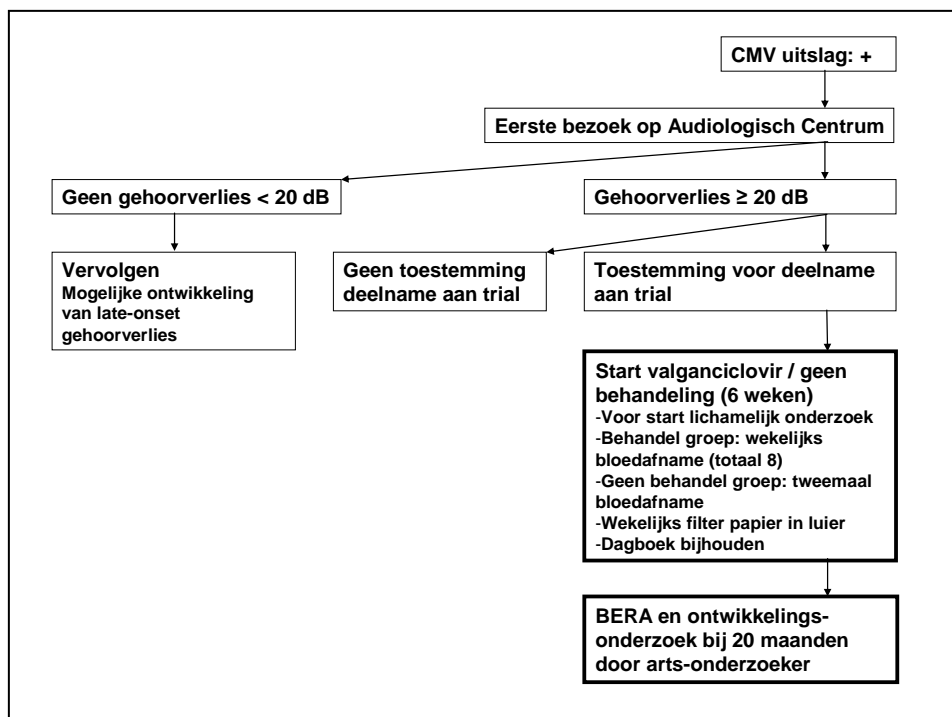 CMV uitslag: +
Eerste bezoek op Audiologisch Centrum
Geen gehoorverlies < 20 dB
Gehoorverlies ≥ 20 dB
Vervolgen
Mogelijke ontwikkeling
van late-onset
gehoorverlies
Geen toestemming
deelname aan trial
Toestemming voor deelname
aan trial
Start valganciclovir / geen
behandeling (6 weken)
-Voor start lichamelijk onderzoek
-Behandel groep: wekelijks
bloedafname (totaal 8)
-Geen behandel groep: tweemaal
bloedafname
-Wekelijks filter papier in luier
-Dagboek bijhouden
BERA en ontwikkelings-
onderzoek bij 20 maanden
door arts-onderzoeker